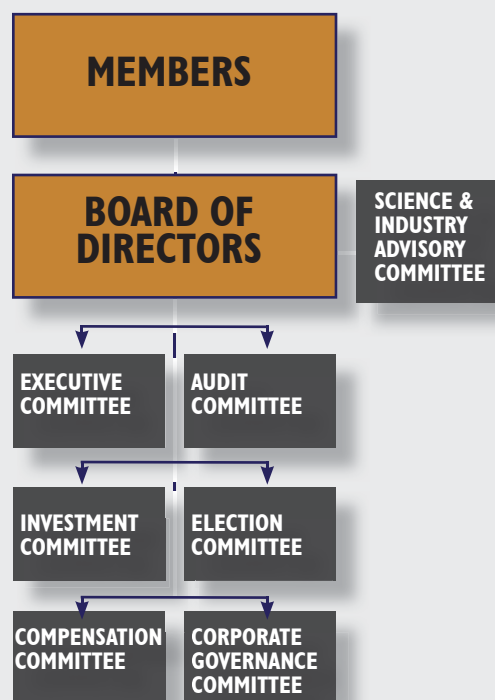 MEMBERS
BOARD OF
DIRECTORS
SCIENCE &
INDUSTRY
ADVISORY
COMMITTEE
EXECUTIVE
COMMITTEE
AUDIT
COMMITTEE
INVESTMENT
COMMITTEE
ELECTION
COMMITTEE
COMPENSATION
COMMITTEE
CORPORATE
GOVERNANCE
COMMITTEE